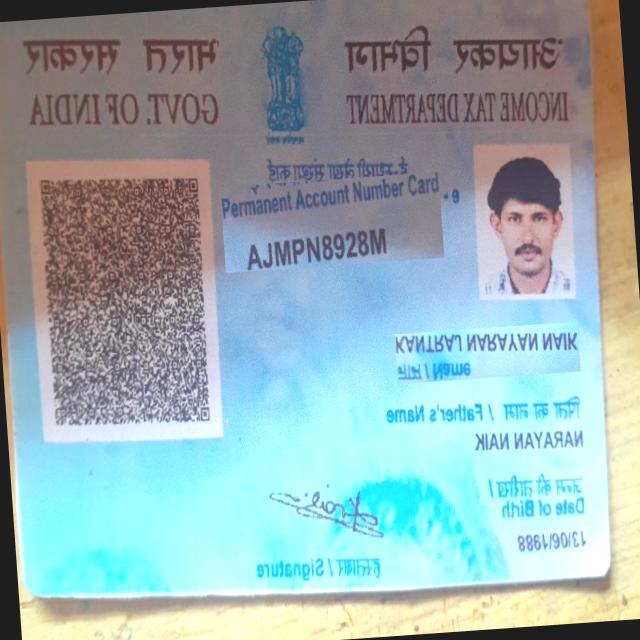 आयकर विभाग भारत सरकार
INCOME TAX DEPARTMENT GOVT. OF INDIA
ई-स्थायी लेखा संख्या कार्ड
e - Permanent Account Number Card
AJMPN8928M
नाम / Name
KANTRAJ NARAYAN NAIK
पिता का नाम / Father's Name
NARAYAN NAIK
जन्म की तारीख /
Date of Birth
13/06/1988
हस्ताक्षर / Signature